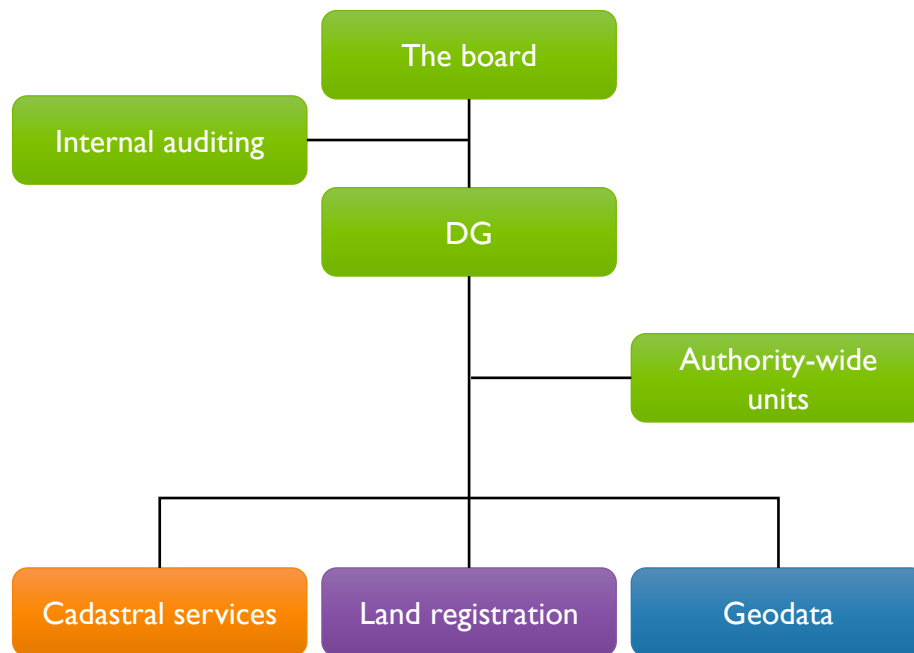 The board
Internal auditing
DG
Authority-wide
units
Cadastral services
Land registration
Geodata